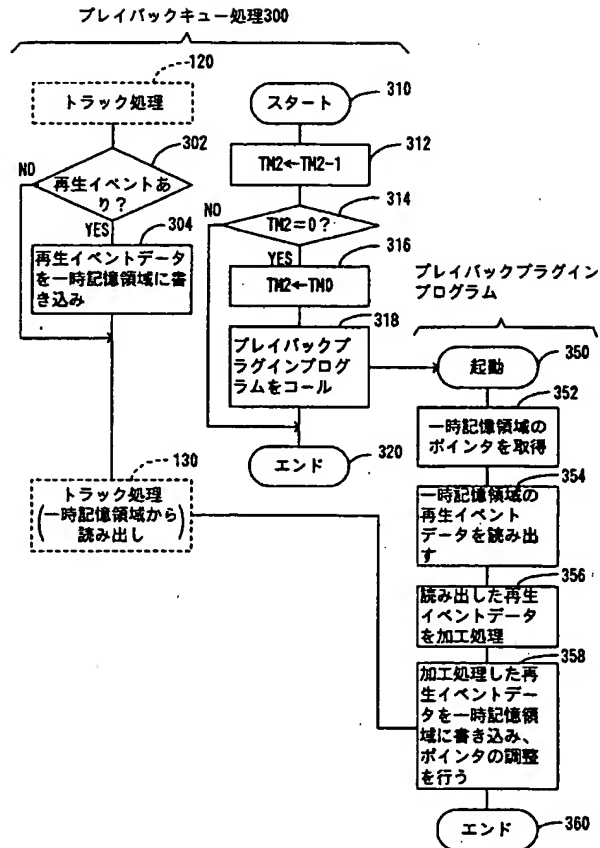 プレイバックキュー処理300
120
トラック処理
302
NO
再生イベントあ
り?
YES
304
再生イベントデータ
を一時記憶領域に書
き込み
130
トラック処理
(一時記憶領域から
読み出し)
スタート
310
312
TM2←TM2-1
314
NO
TM2=0?
YES
316
TM2←TM0
318
プレイバックプ
ラグインプログ
ラムをコール
エンド
320
プレイバックプラグイン
プログラム
起動
350
352
一時記憶領域の
ポインタを取得
354
一時記憶領域の
再生イベント
データを読み出
す
356
読み出した再生
イベントデータ
を加工処理
358
加工処理した再
生イベントデー
タを一時記憶領
域に書き込み、
ポインタの調整
を行う
エンド
360